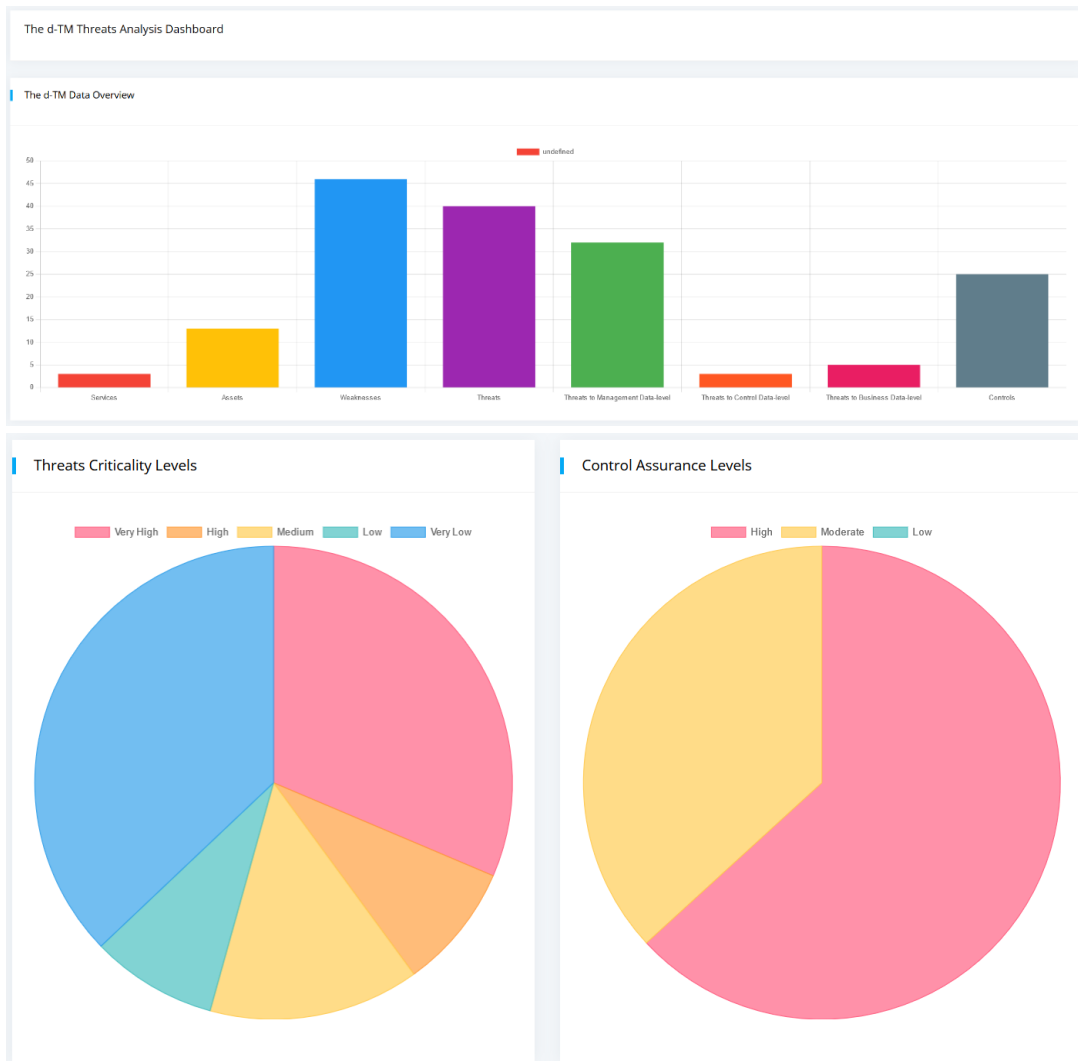 The d-TM Threats Analysis Dashboard
The d-TM Data Overview
undefined
50
45
40
35
30
25
20
15
10
5
0
Services Assets Weaknesses Threats Threats to Management Data-level Threats to Control Data-level Threats to Business Data-level Controls
Threats Criticality Levels
Very High High Medium Low Very Low
Control Assurance Levels
High Moderate Low